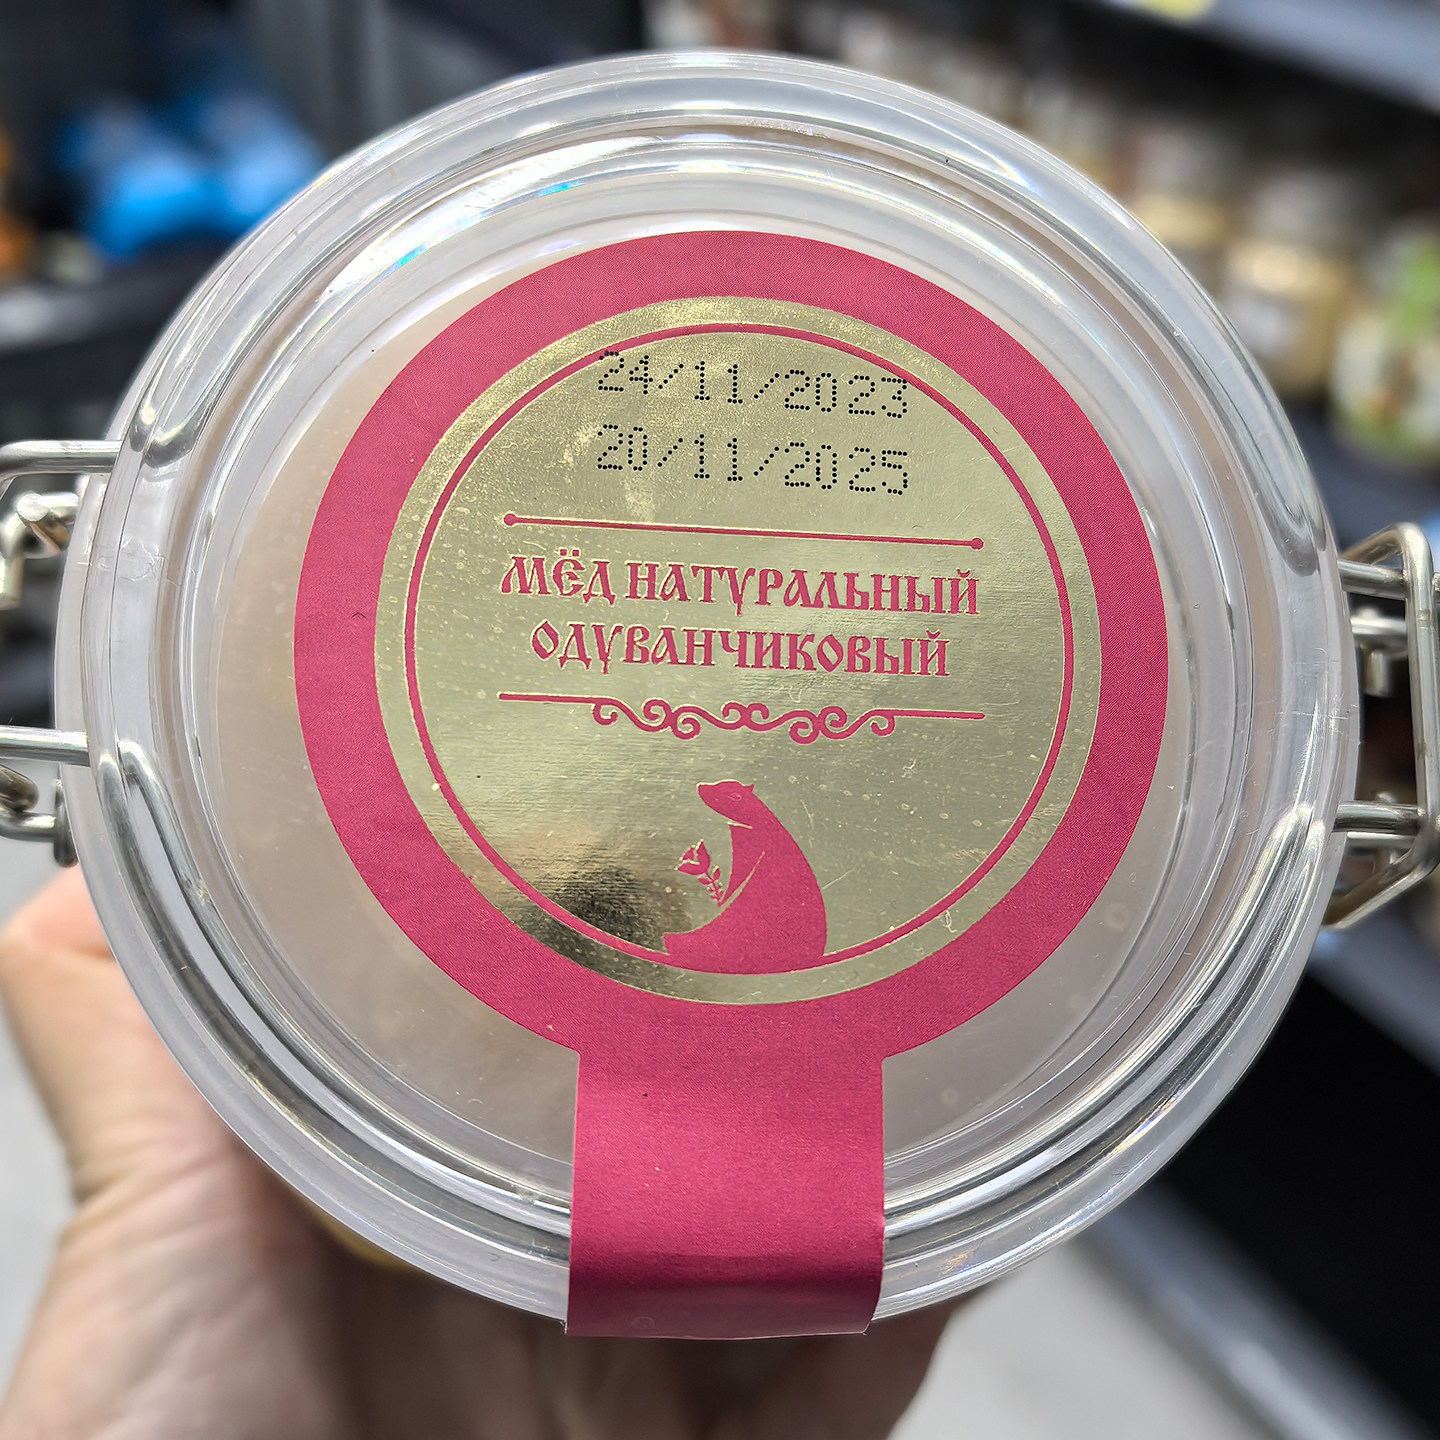 24/11/2023
20/11/2025
МЁД НАТУРАЛЬНЫЙ
ОДУВАНЧИКОВЫЙ